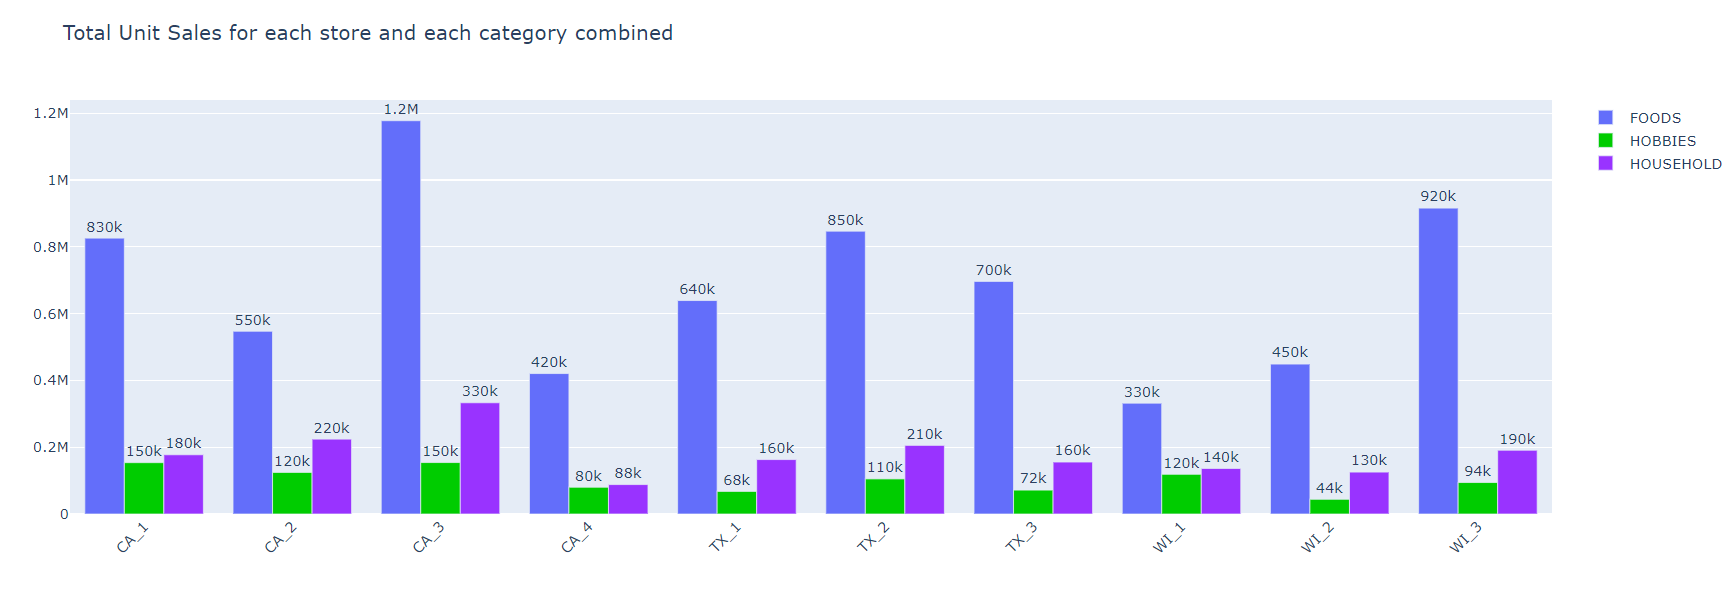 Total Unit Sales for each store and each category combined
1.2M
1M
0.8M
0.6M
0.4M
0.2M
0
830k
150k
180k
550k
120k
220k
1.2M
150k
330k
420k
80k
88k
640k
68k
160k
850k
110k
210k
700k
72k
160k
330k
120k
140k
450k
44k
130k
920k
94k
190k
CA_1
CA_2
CA_3
CA_4
TX_1
TX_2
TX_3
WI_1
WI_2
WI_3
FOODS
HOBBIES
HOUSEHOLD